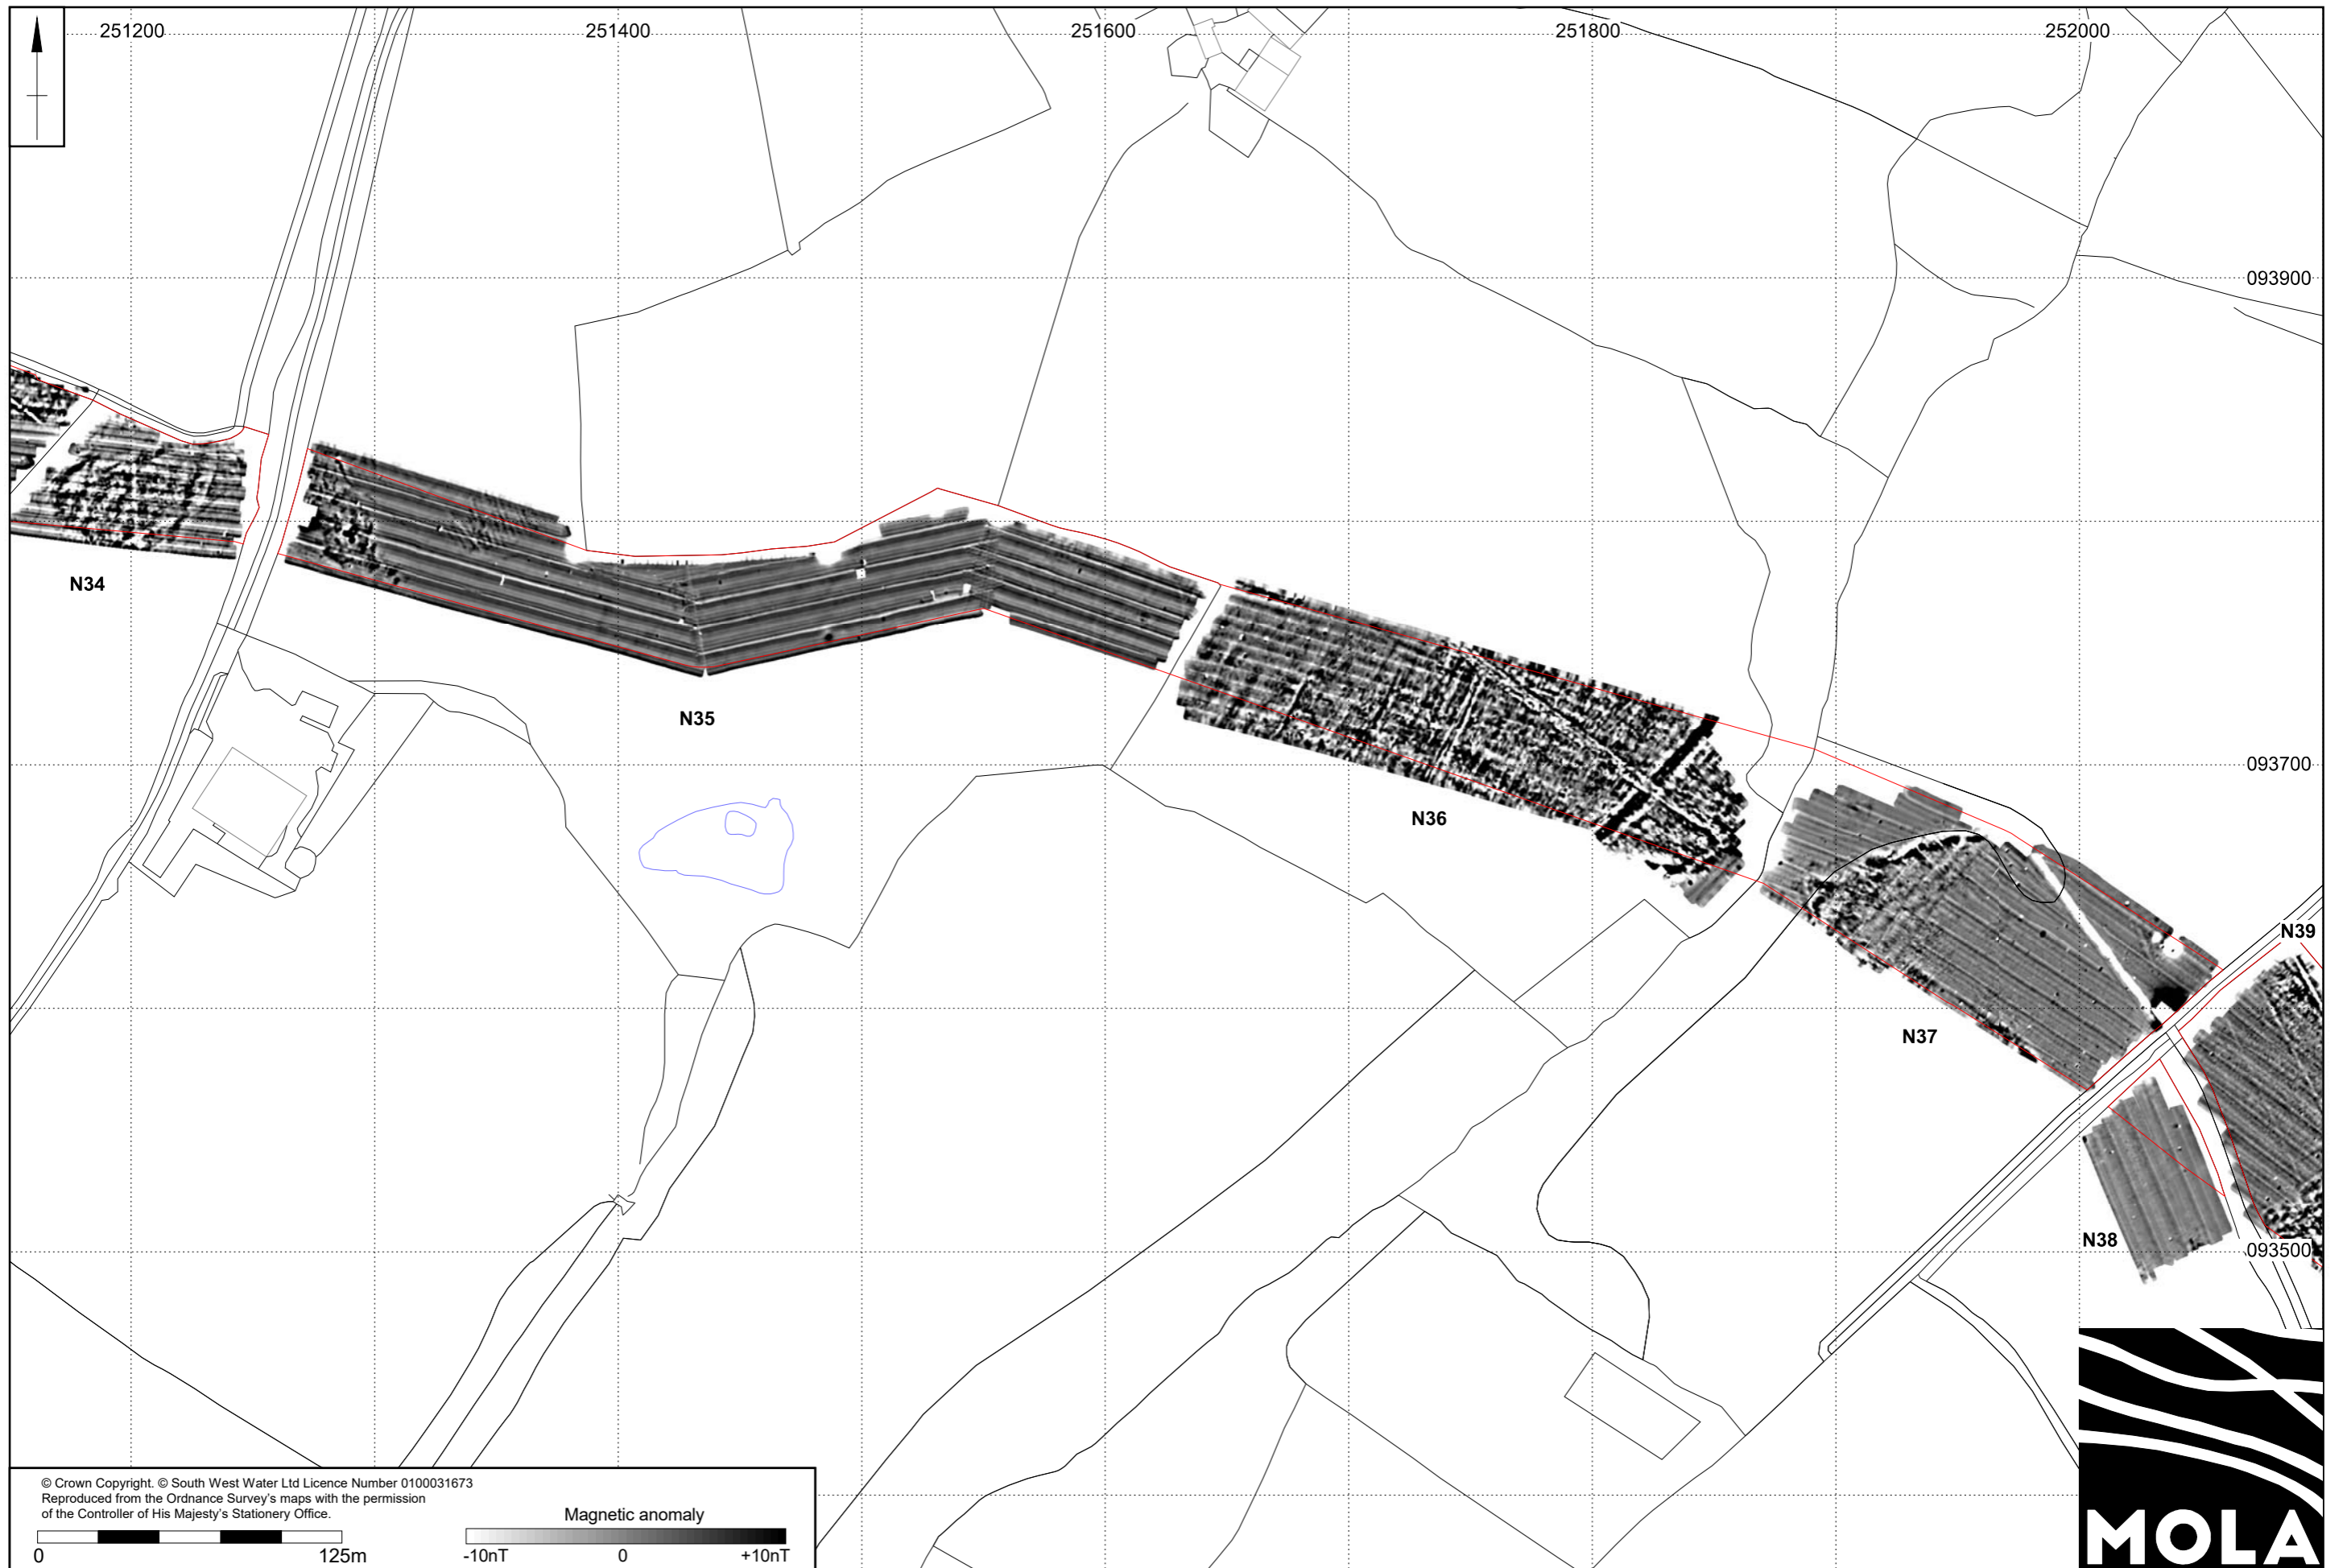 251200
251400
251600
251800
252000
093900
N34
N35
093700
N36
N39
N37
N38
093500
© Crown Copyright. © South West Water Ltd Licence Number 0100031673
Reproduced from the Ordnance Survey's maps with the permission
of the Controller of His Majesty's Stationery Office.
Magnetic anomaly
0
125m
-10nT
0
+10nT
MOLA